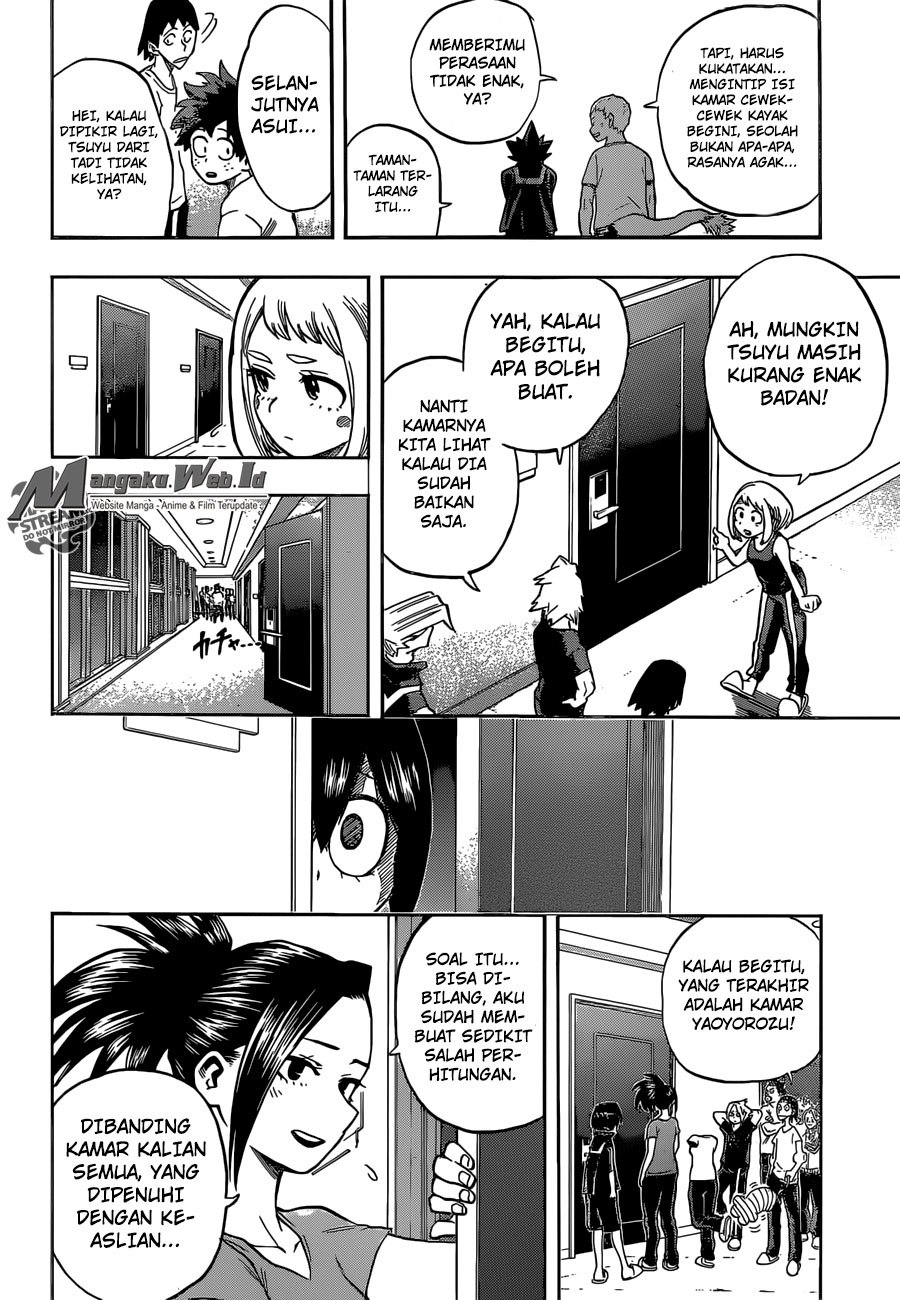 TAPI, HARUS
KUKATAKAN...
MENGINTIP ISI
KAMAR CEWEK-
CEWEK KAYAK
BEGINI, SEOLAH
BUKAN APA-APA,
RASANYA AGAK...
MEMBERIMU
PERASAAN
TIDAK ENAK,
YA?
TAMAN-
TAMAN TER-
LARANG
ITU...
SELAN-
JUTNYA
ASUI...
HEI, KALAU
DIPIKIR LAGI,
TSUYU DARI
TADI TIDAK
KELIHATAN,
YA?
AH, MUNGKIN
TSUYU MASIH
KURANG ENAK
BADAN!
YAH, KALAU
BEGITU,
APA BOLEH
BUAT.
NANTI
KAMARNYA
KITA LIHAT
KALAU DIA
SUDAH
BAIKAN
SAJA.
Mangaku.Web.Id
Website Manga - Anime & Film Terupdate
STREAM
DO NOT MIRROR
カチャ...
KALAU BEGITU,
YANG TERAKHIR
ADALAH KAMAR
YAOYOROZU!
SOAL ITU...
BISA DI-
BILANG, AKU
SUDAH MEM-
BUAT SEDIKIT
SALAH PER-
HITUNGAN.
DIBANDING
KAMAR KALIAN
SEMUA, YANG
DIPENUHI
DENGAN KE-
ASLIAN...